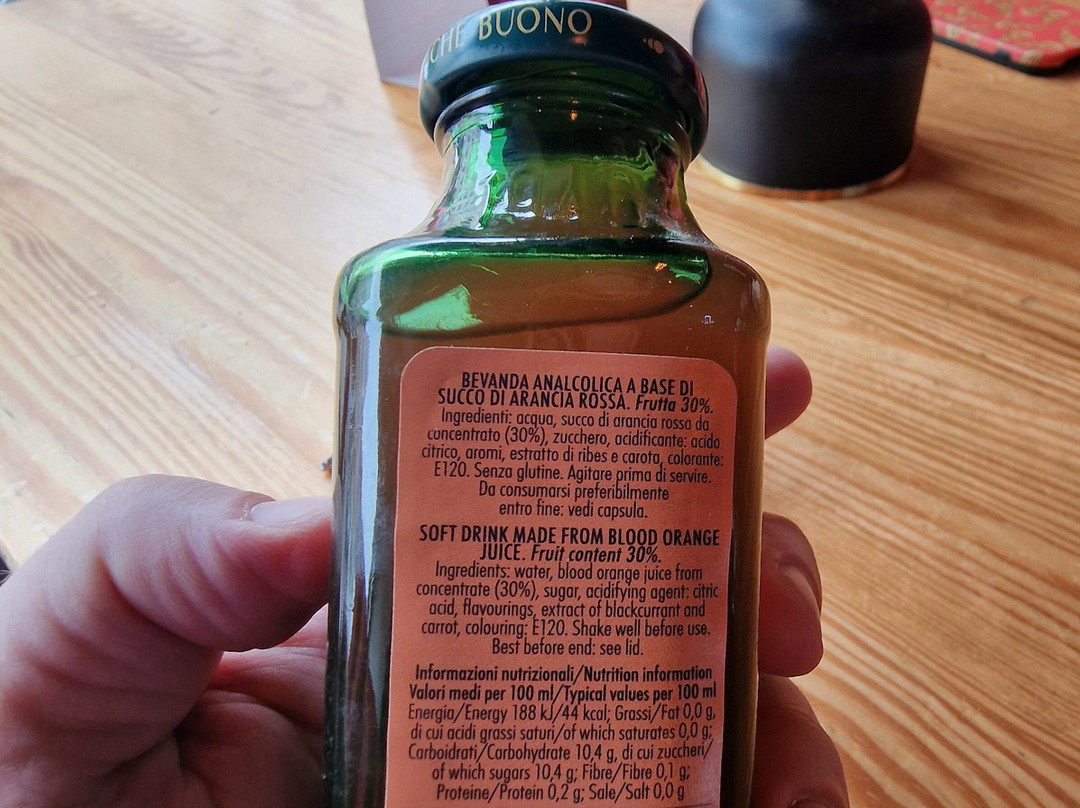 CHE BUONO
BEVANDA ANALCOLICA A BASE DI
SUCCO DI ARANCIA ROSSA. Frutta 30%.
Ingredienti: acqua, succo di arancia rossa da
concentrato (30%), zucchero, acidificante: acido
citrico, aromi, estratto di ribes e carota, colorante:
E120. Senza glutine. Agitare prima di servire.
Da consumarsi preferibilmente
entro fine: vedi capsula.
SOFT DRINK MADE FROM BLOOD ORANGE
JUICE. Fruit content 30%.
Ingredients: water, blood orange juice from
concentrate (30%), sugar, acidifying agent: citric
acid, flavourings, extract of blackcurrant and
carrot, colouring: E120. Shake well before use.
Best before end: see lid.
Informazioni nutrizionali/Nutrition information
Valori medi per 100 ml/Typical values per 100 ml
Energia/Energy 188 kJ/44 kcal; Grassi/Fat 0,0 g,
di cui acidi grassi saturi/of which saturates 0,0 g;
Carboidrati/Carbohydrate 10,4 g, di cui zuccheri/
of which sugars 10,4 g; Fibre/Fibre 0,1 g;
Proteine/Protein 0,2 g; Sale/Salt 0,0 g